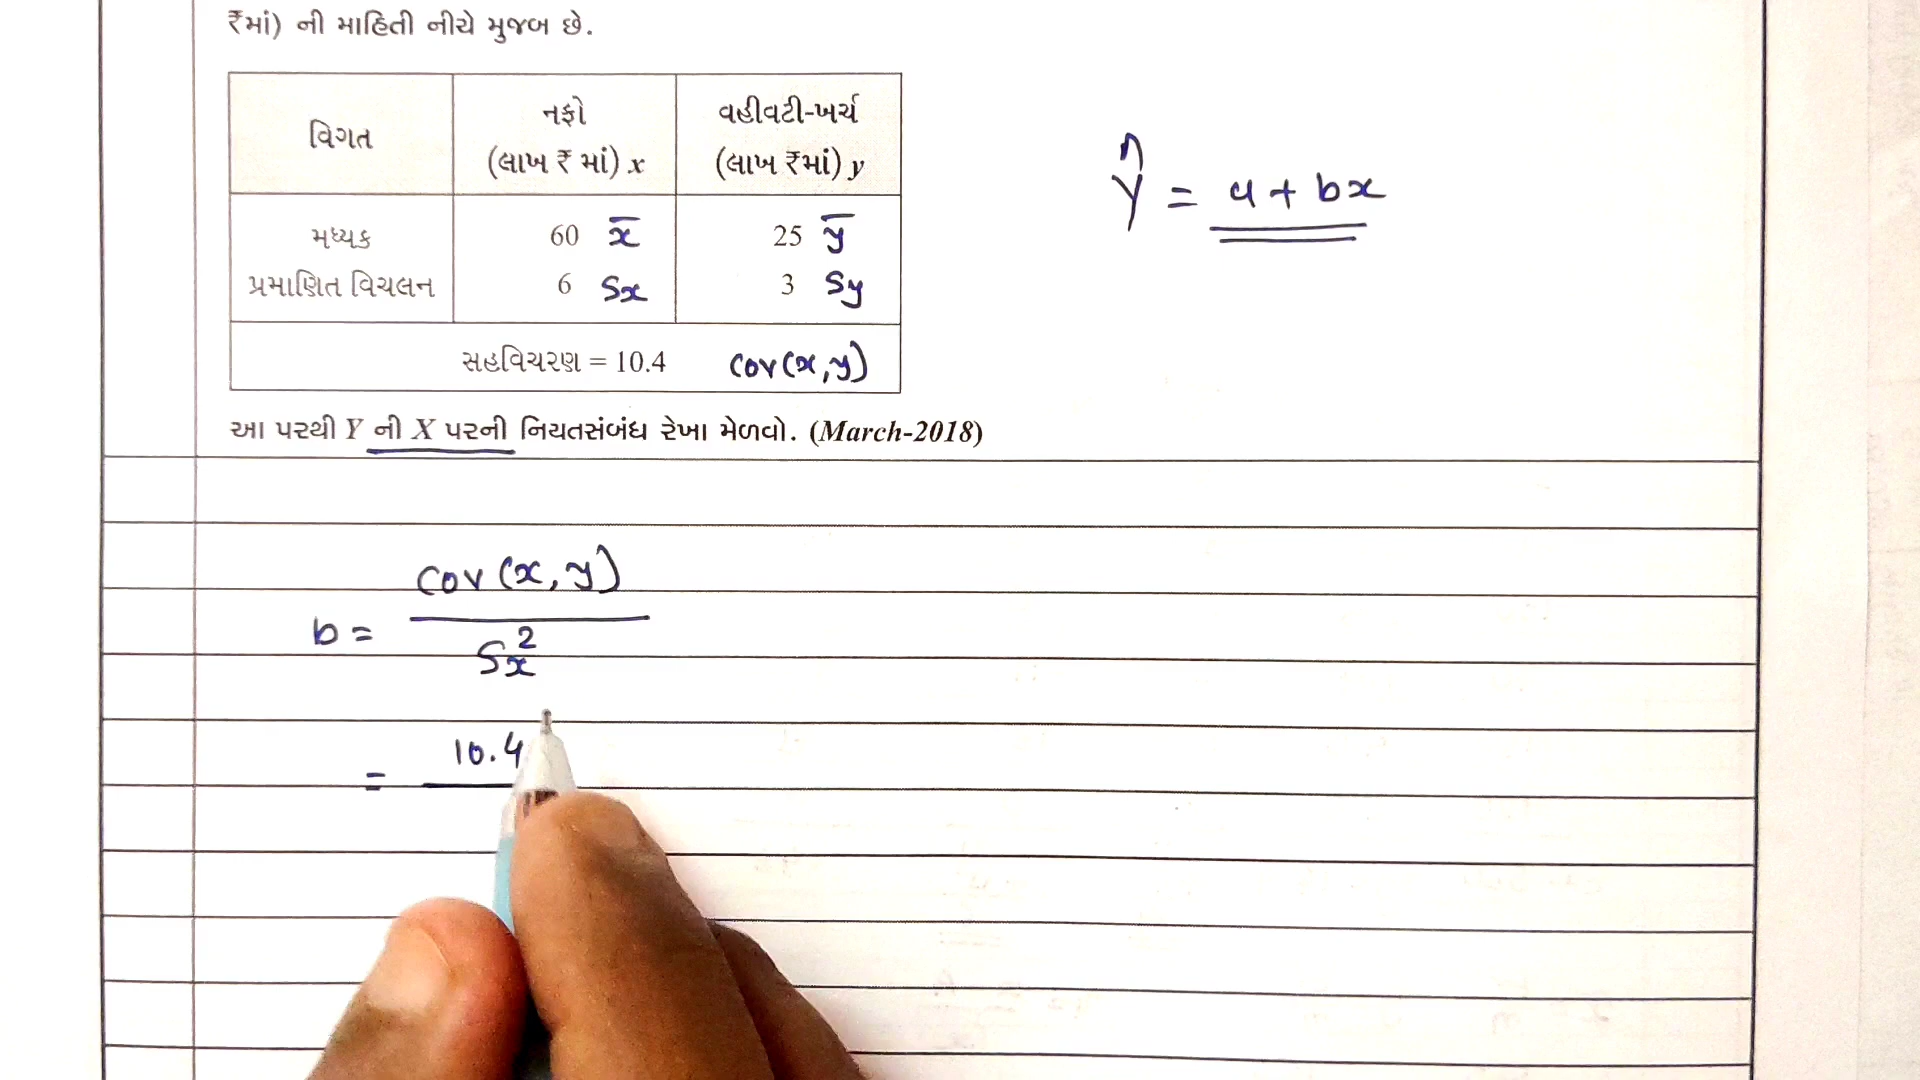 ₹માં) ની માહિતી નીચે મુજબ છે.
વિગત
નફો
(લાખ ₹ માં) x
વહીવટી-ખર્ચ
(લાખ ₹માં) y
Ŷ = a + bx
મધ્યક 60 x̄ 25 ȳ
પ્રમાણિત વિચલન 6 Sx 3 Sy
સહવિચરણ = 10.4 cov(x,y)
આ પરથી Y ની X પરની નિયતસંબંધ રેખા મેળવો. (March-2018)
cov (x, y)
b =
Sx²
10.4
=